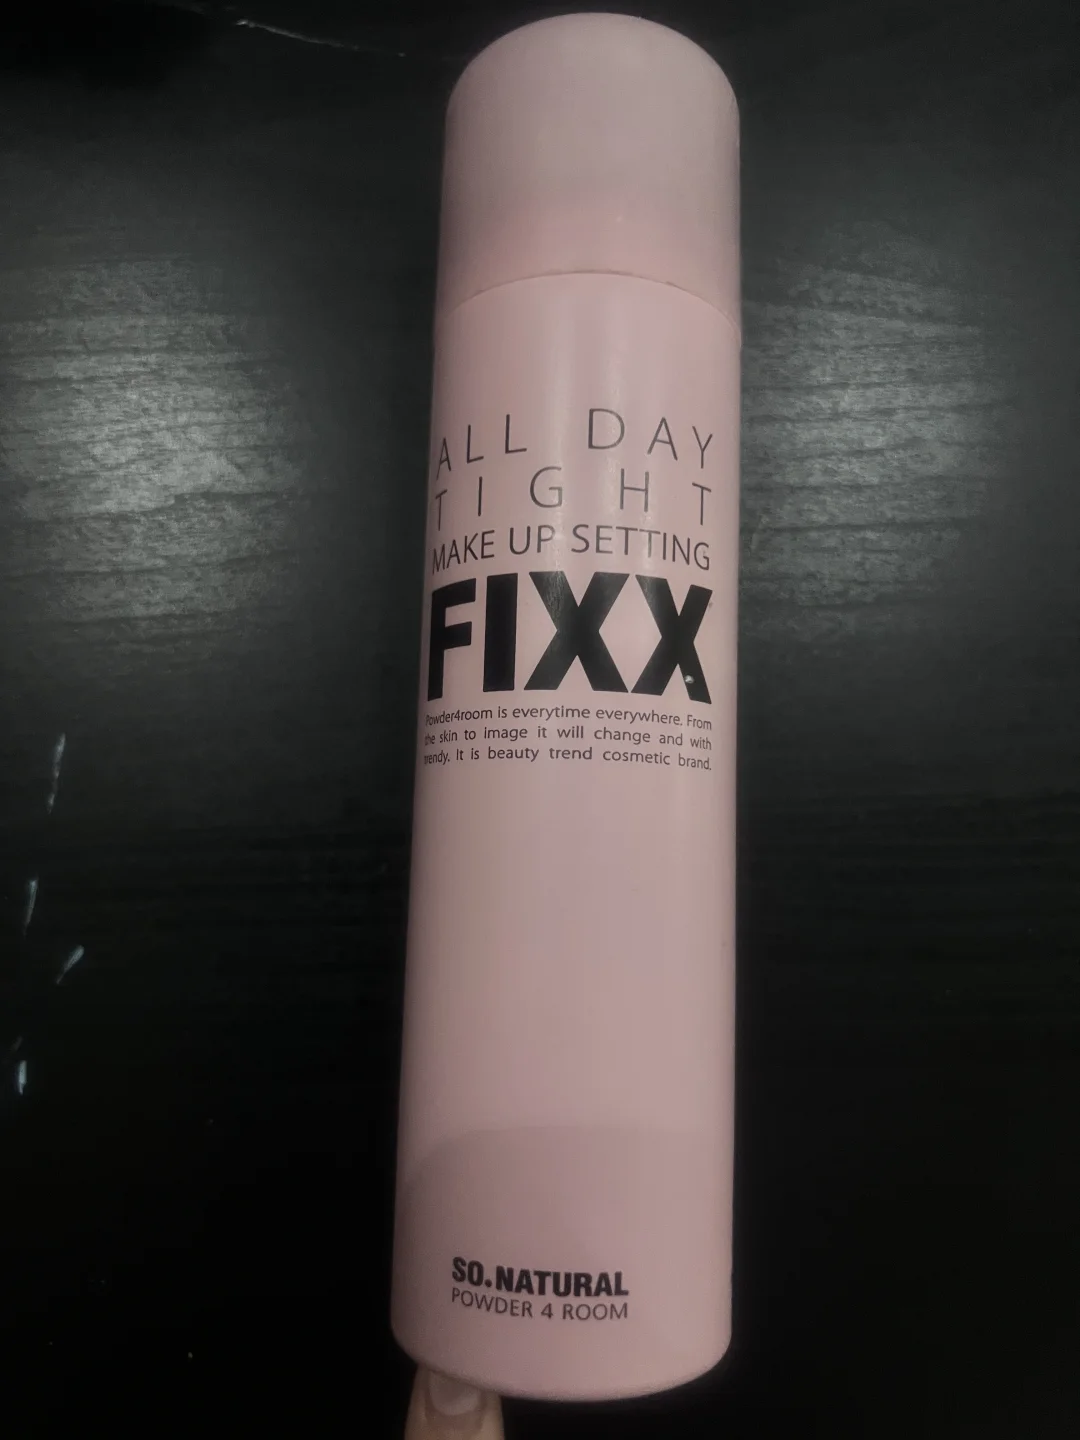 ALL DAY
TIGHT
MAKE UP SETTING
FIXX
Powder4room is everytime everywhere. From
the skin to image it will change and with
trendy. It is beauty trend cosmetic brand.
SO.NATURAL
POWDER 4 ROOM